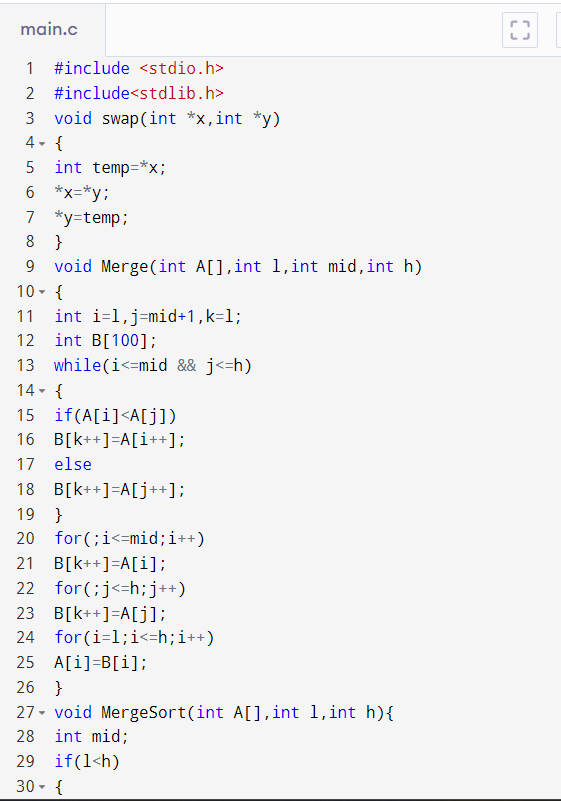 main.c
1 #include <stdio.h>
2 #include<stdlib.h>
3 void swap(int *x,int *y)
4 {
5 int temp=*x;
6 *x=*y;
7 *y=temp;
8 }
9 void Merge(int A[],int l,int mid,int h)
10 {
11 int i=l,j=mid+1,k=l;
12 int B[100];
13 while(i<=mid && j<=h)
14 {
15 if(A[i]<A[j])
16 B[k++]=A[i++];
17 else
18 B[k++]=A[j++];
19 }
20 for(;i<=mid;i++)
21 B[k++]=A[i];
22 for(;j<=h;j++)
23 B[k++]=A[j];
24 for(i=l;i<=h;i++)
25 A[i]=B[i];
26 }
27 void MergeSort(int A[],int l,int h){
28 int mid;
29 if(l<h)
30 {